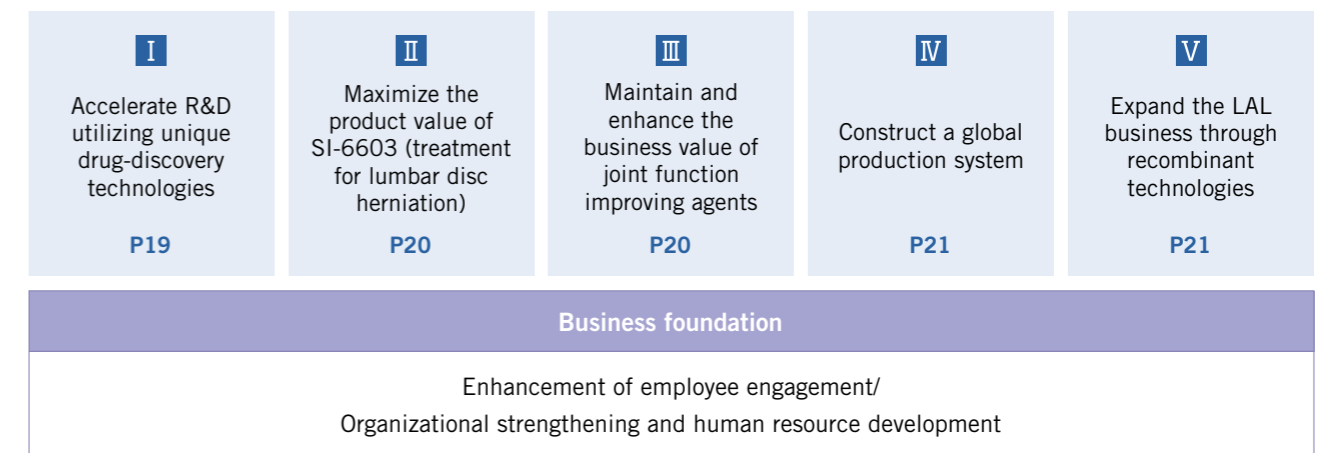 Ⅰ
Accelerate R&D
utilizing unique
drug-discovery
technologies
P19
Ⅱ
Maximize the
product value of
SI-6603 (treatment
for lumbar disc
herniation)
P20
Ⅲ
Maintain and
enhance the
business value of
joint function
improving agents
P20
Ⅳ
Construct a global
production system
P21
Ⅴ
Expand the LAL
business through
recombinant
technologies
P21
Business foundation
Enhancement of employee engagement/
Organizational strengthening and human resource development